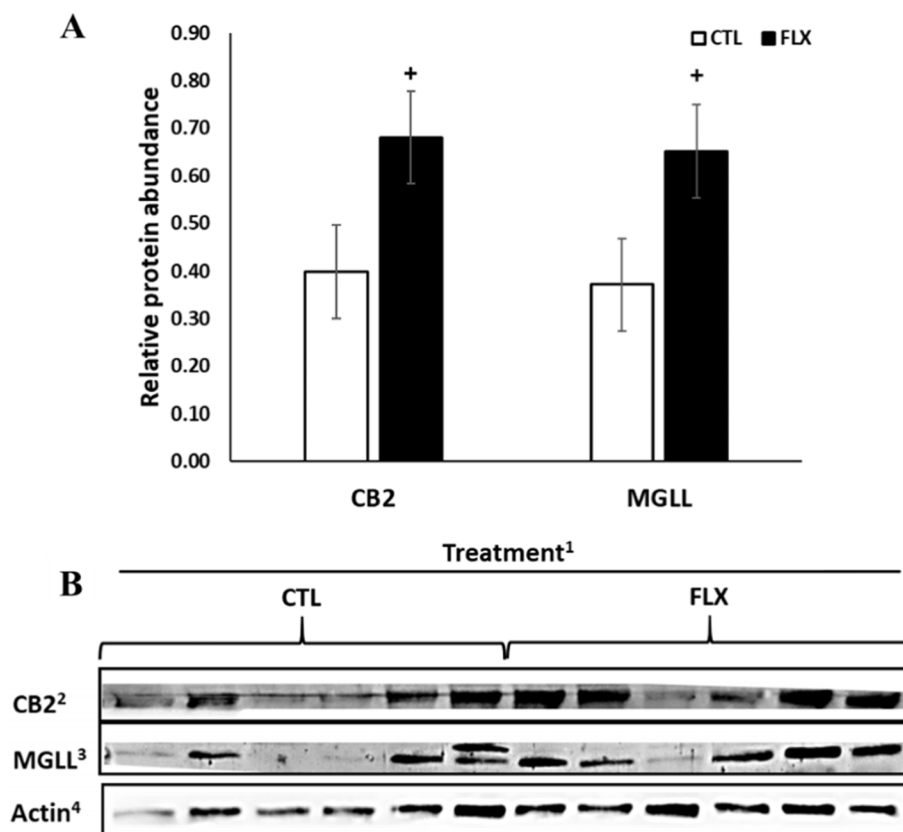 A
0.90
0.80
0.70
0.60
0.50
0.40
0.30
0.20
0.10
0.00
Relative protein abundance
CTL FLX
+ +
CB2 MGLL
Treatment¹
B
CTL FLX
CB2²
MGLL³
Actin⁴